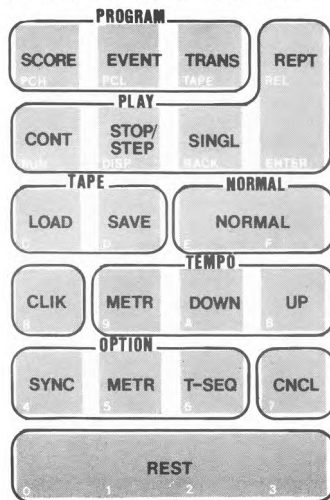 PROGRAM
SCORE EVENT TRANS REPT
PCH PCL TAPE REL
PLAY
CONT STOP/STEP SINGL
RUN DISP BACK ENTER
TAPE NORMAL
LOAD SAVE NORMAL
C D E F
TEMPO
CLIK METR DOWN UP
8 9 A B
OPTION
SYNC METR T-SEQ CNCL
4 5 6 7
REST
0 1 2 3